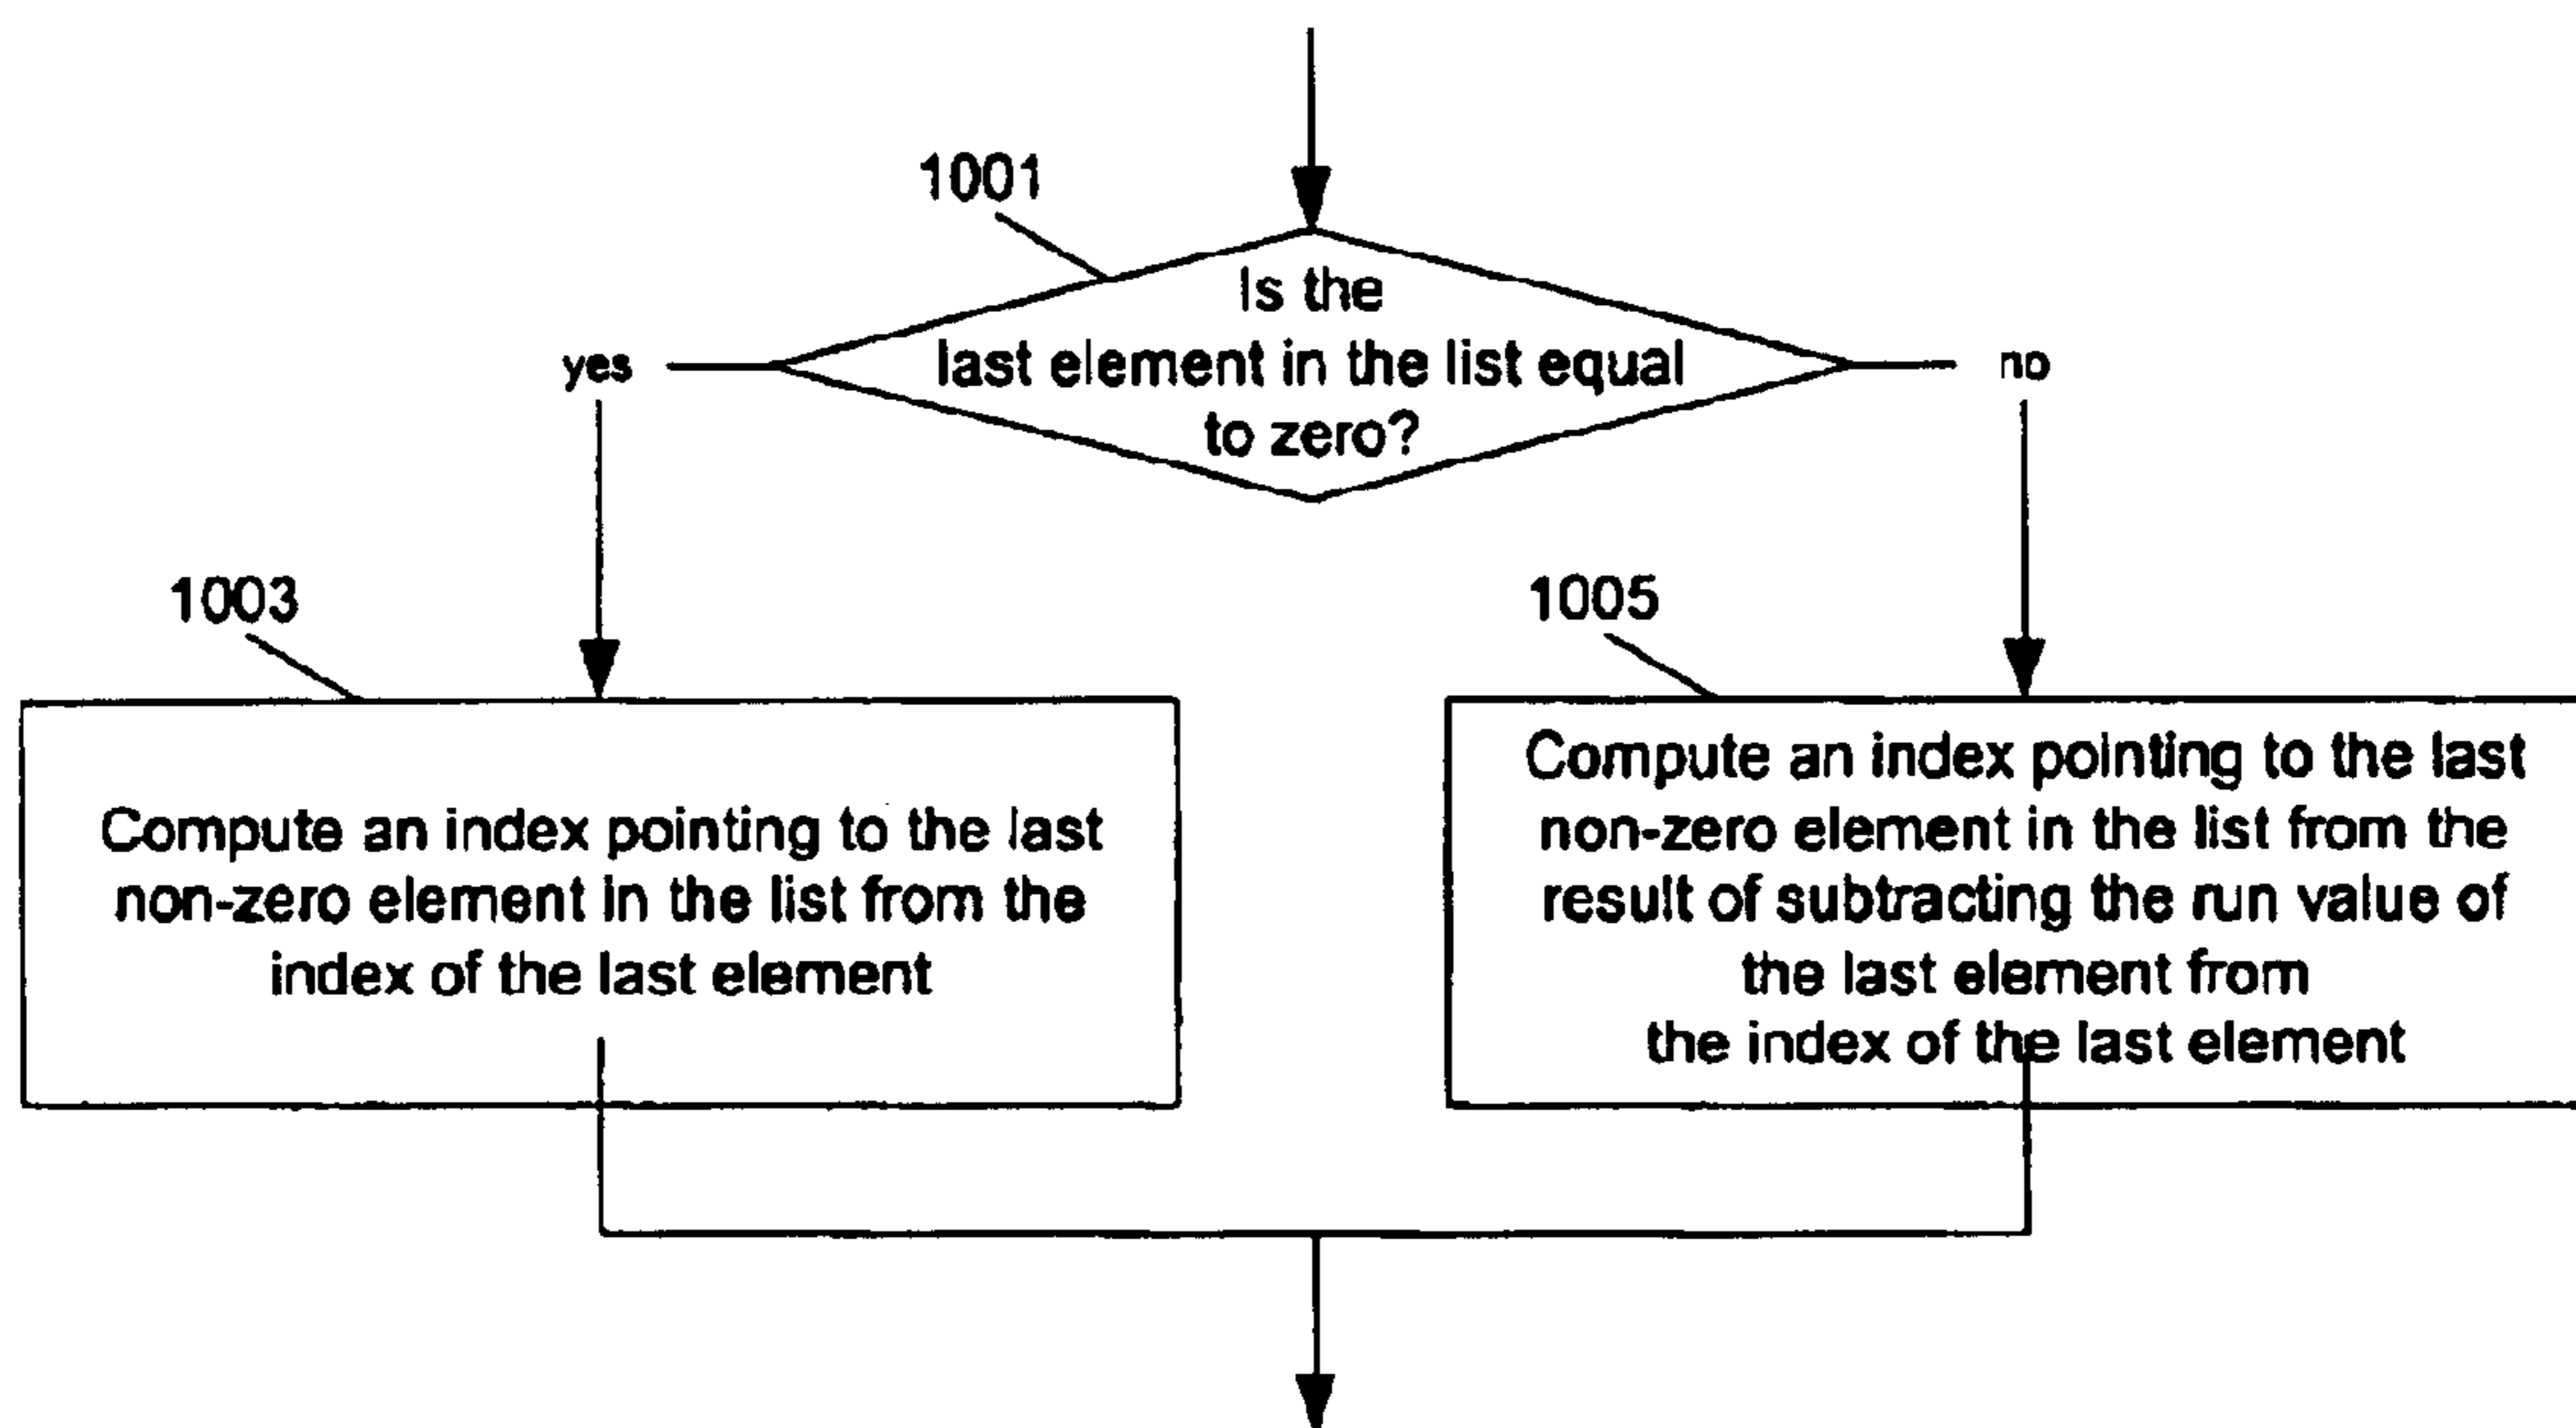 1001
Is the
last element in the list equal
to zero?
yes
no
1003
1005
Compute an index pointing to the last
non-zero element in the list from the
index of the last element
Compute an index pointing to the last
non-zero element in the list from the
result of subtracting the run value of
the last element from
the index of the last element